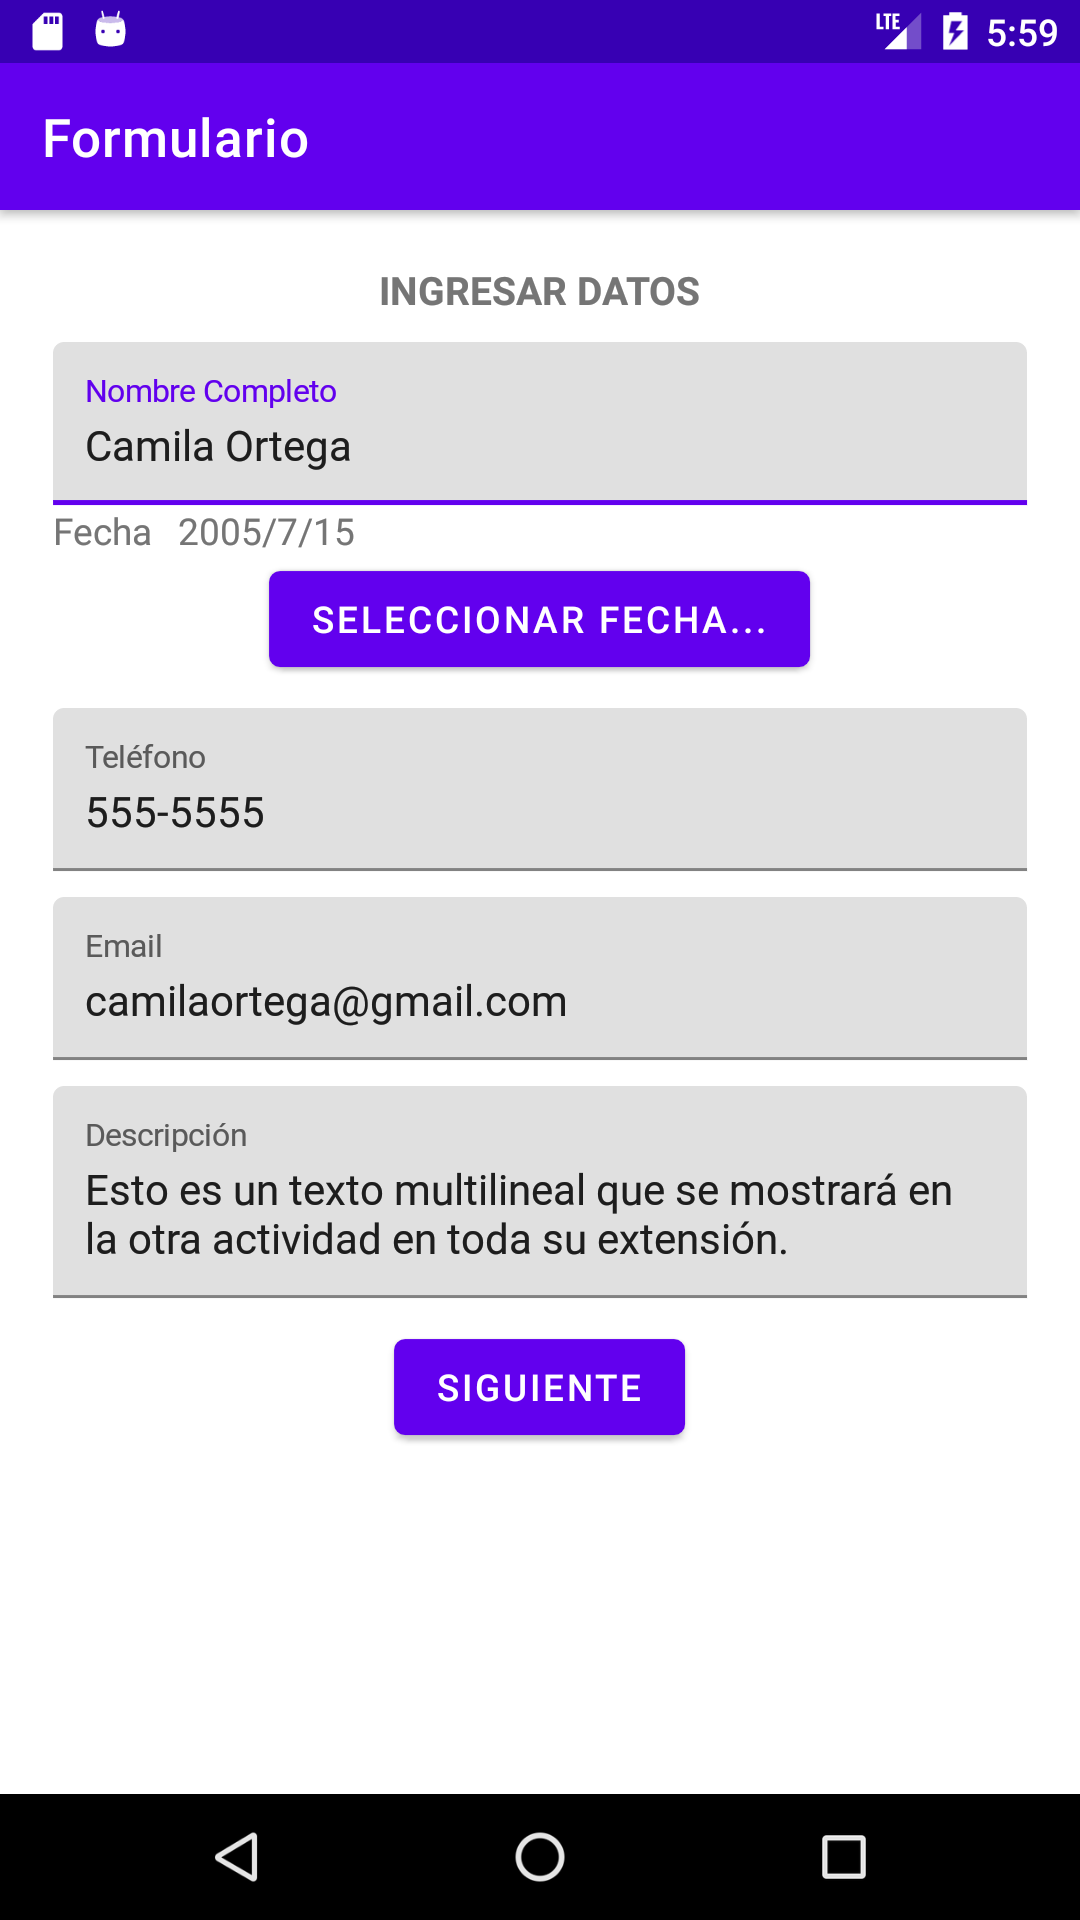 LTE 5:59
Formulario
INGRESAR DATOS
Nombre Completo
Camila Ortega
Fecha 2005/7/15
SELECCIONAR FECHA...
Teléfono
555-5555
Email
camilaortega@gmail.com
Descripción
Esto es un texto multilineal que se mostrará en
la otra actividad en toda su extensión.
SIGUIENTE